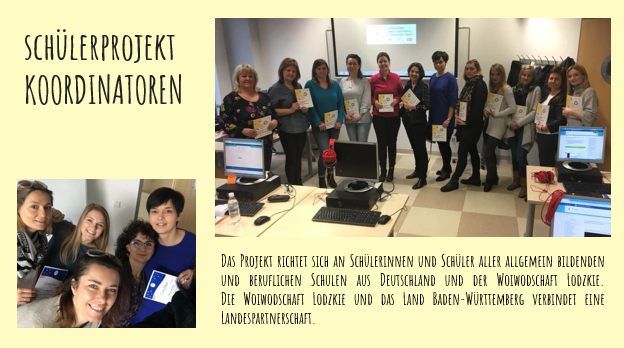 SCHÜLERPROJEKT
KOORDINATOREN
Das Projekt richtet sich an Schülerinnen und Schüler aller allgemein bildenden
und beruflichen Schulen aus Deutschland und der Woiwodschaft Lodzkie.
Die Woiwodschaft Lodzkie und das Land Baden-Württemberg verbindet eine
Landespartnerschaft.